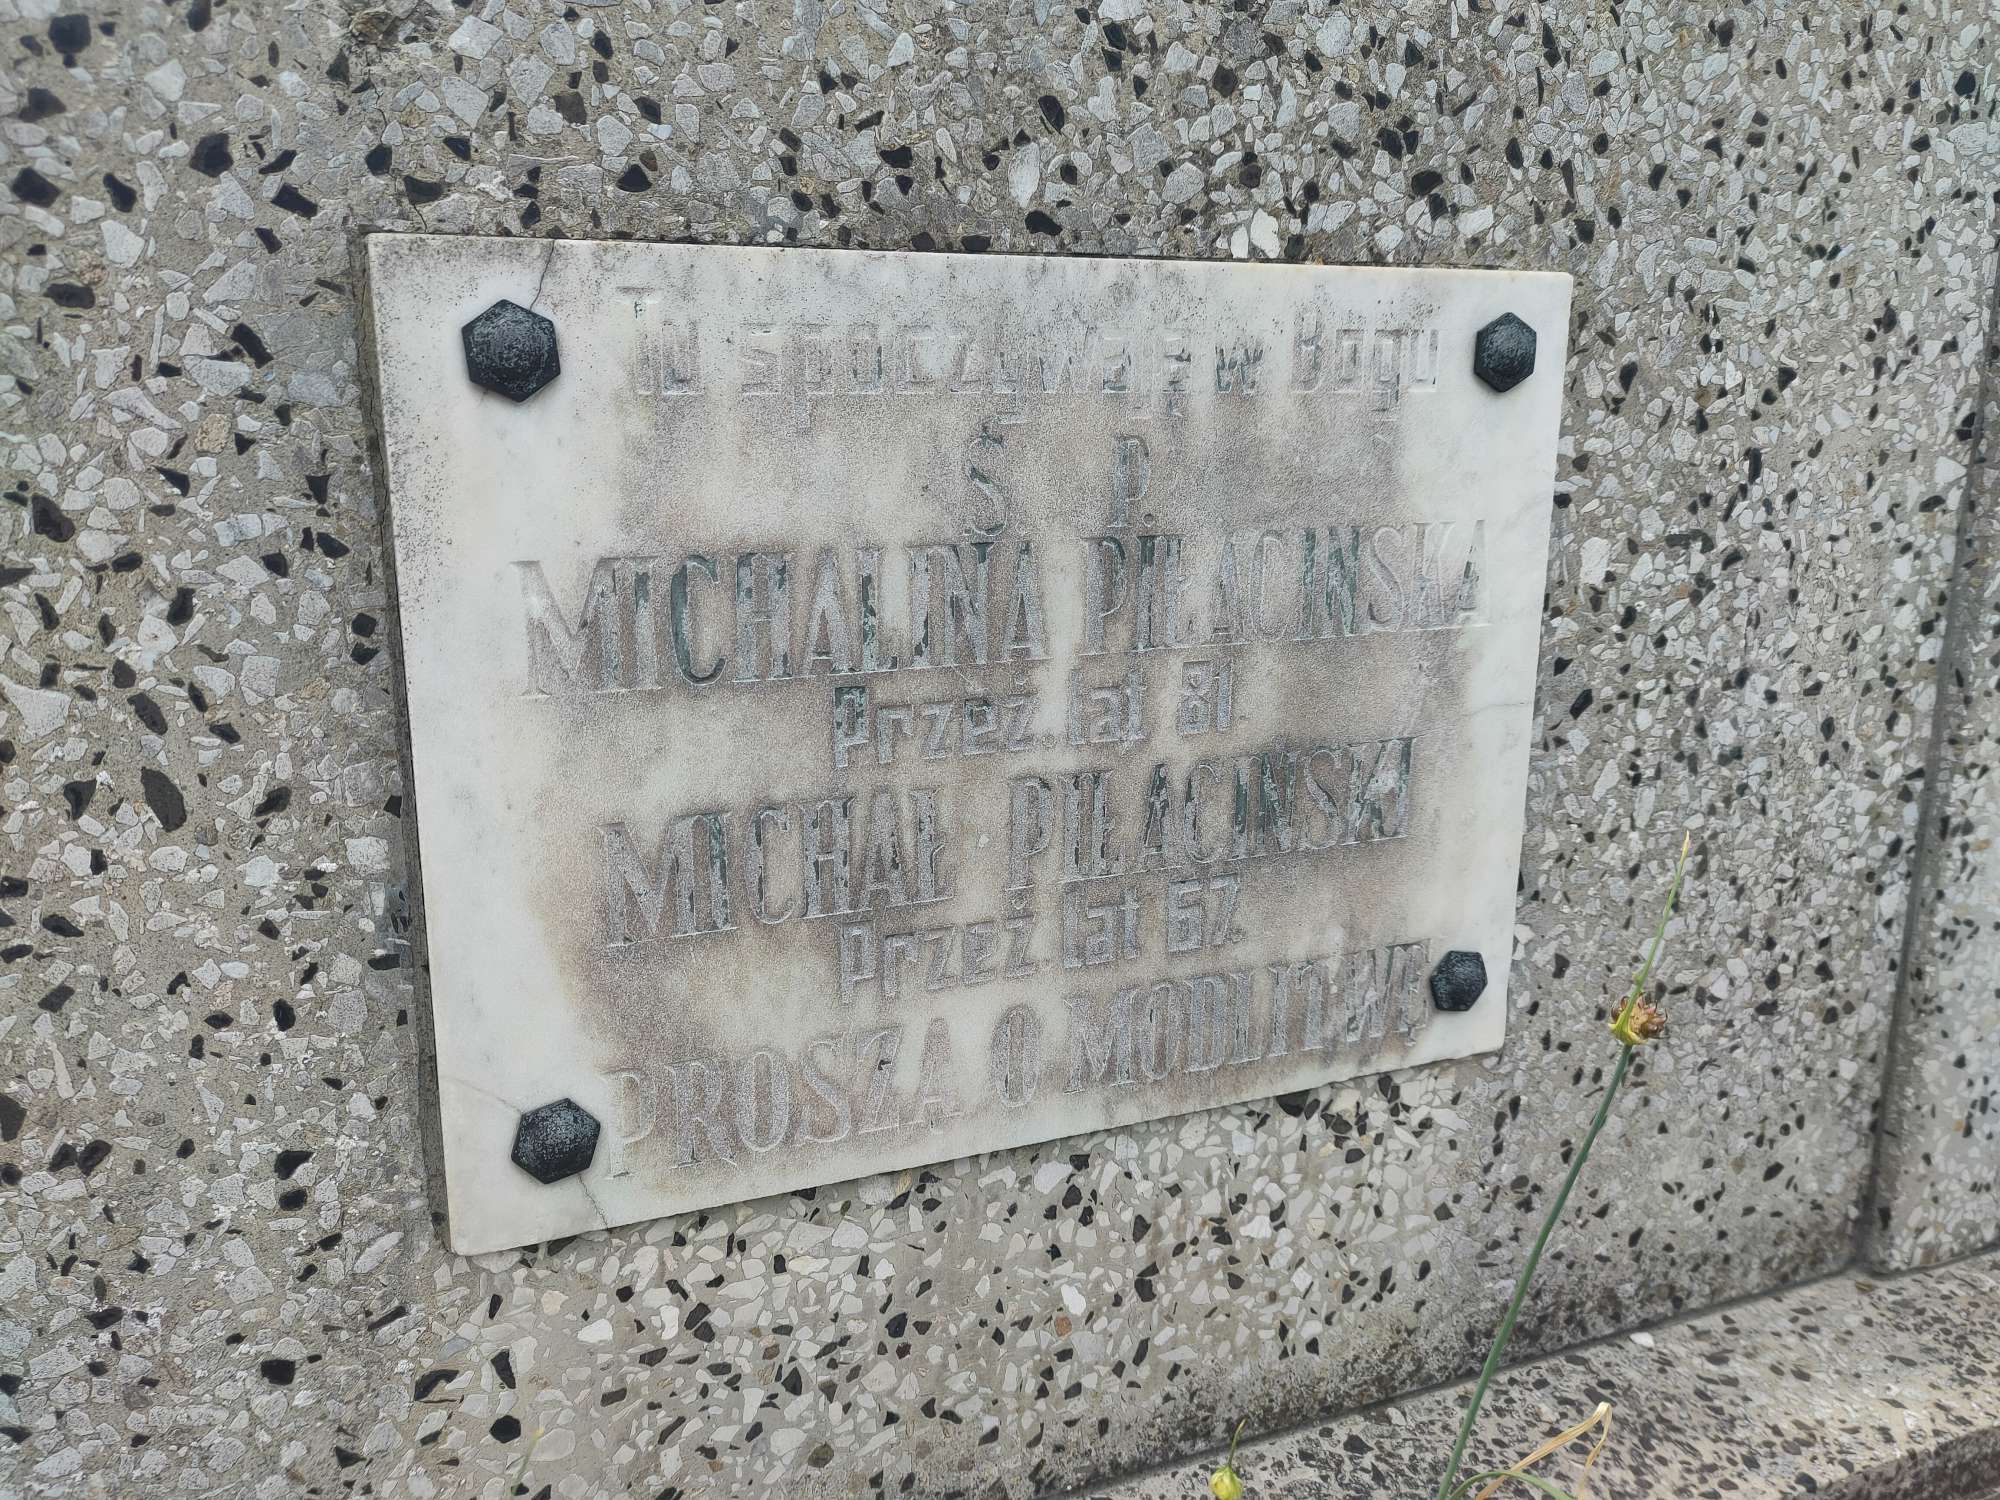 Tu spoczywają w Bogu
Ś. P.
MICHALINA PIŁACIŃSKA
Przeż. lat 81.
MICHAŁ PIŁACIŃSKI
Przeż. lat 67.
PROSZĄ O MODLITWĘ